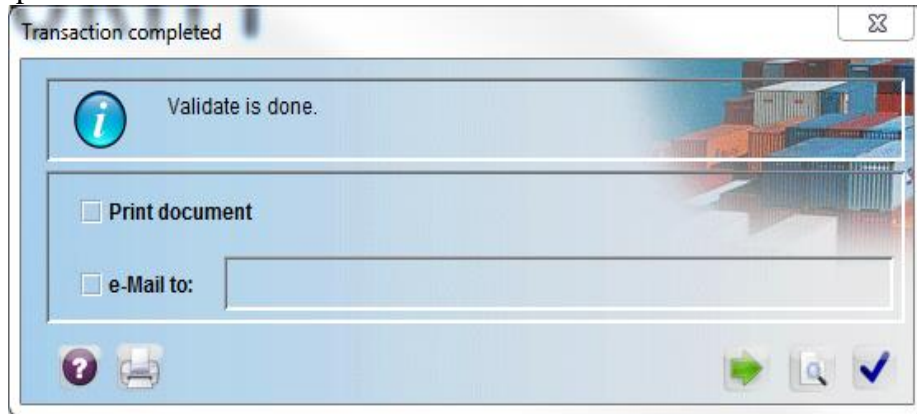 Transaction completed
Validate is done.
Print document
e-Mail to: